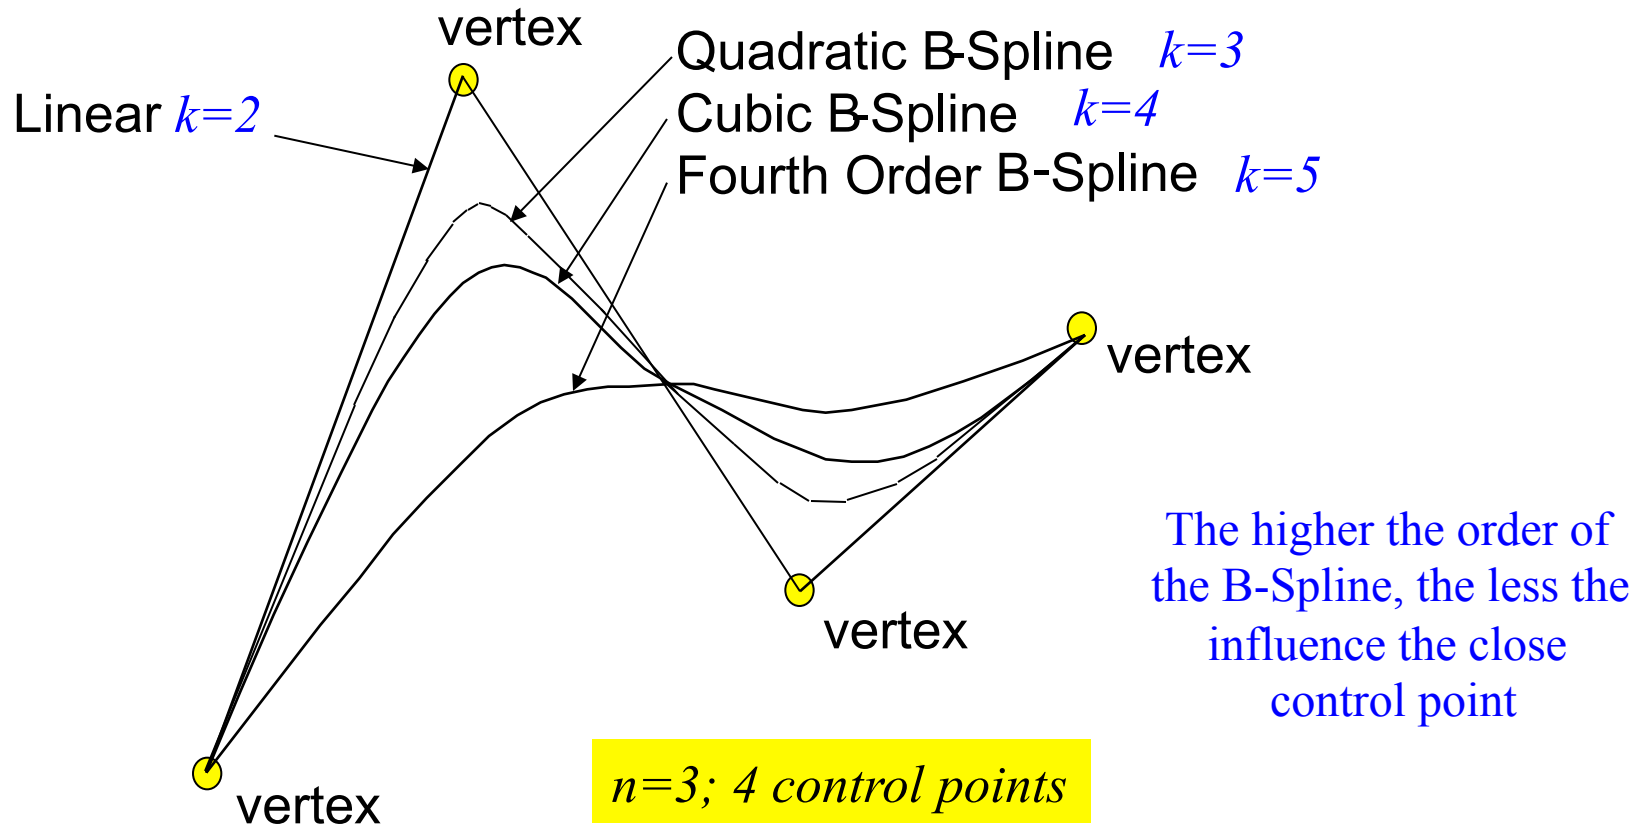 vertex
Quadratic B-Spline k=3
Linear k=2
Cubic B-Spline k=4
Fourth Order B-Spline k=5
vertex
The higher the order of
the B-Spline, the less the
influence the close
control point
vertex
n=3; 4 control points
vertex